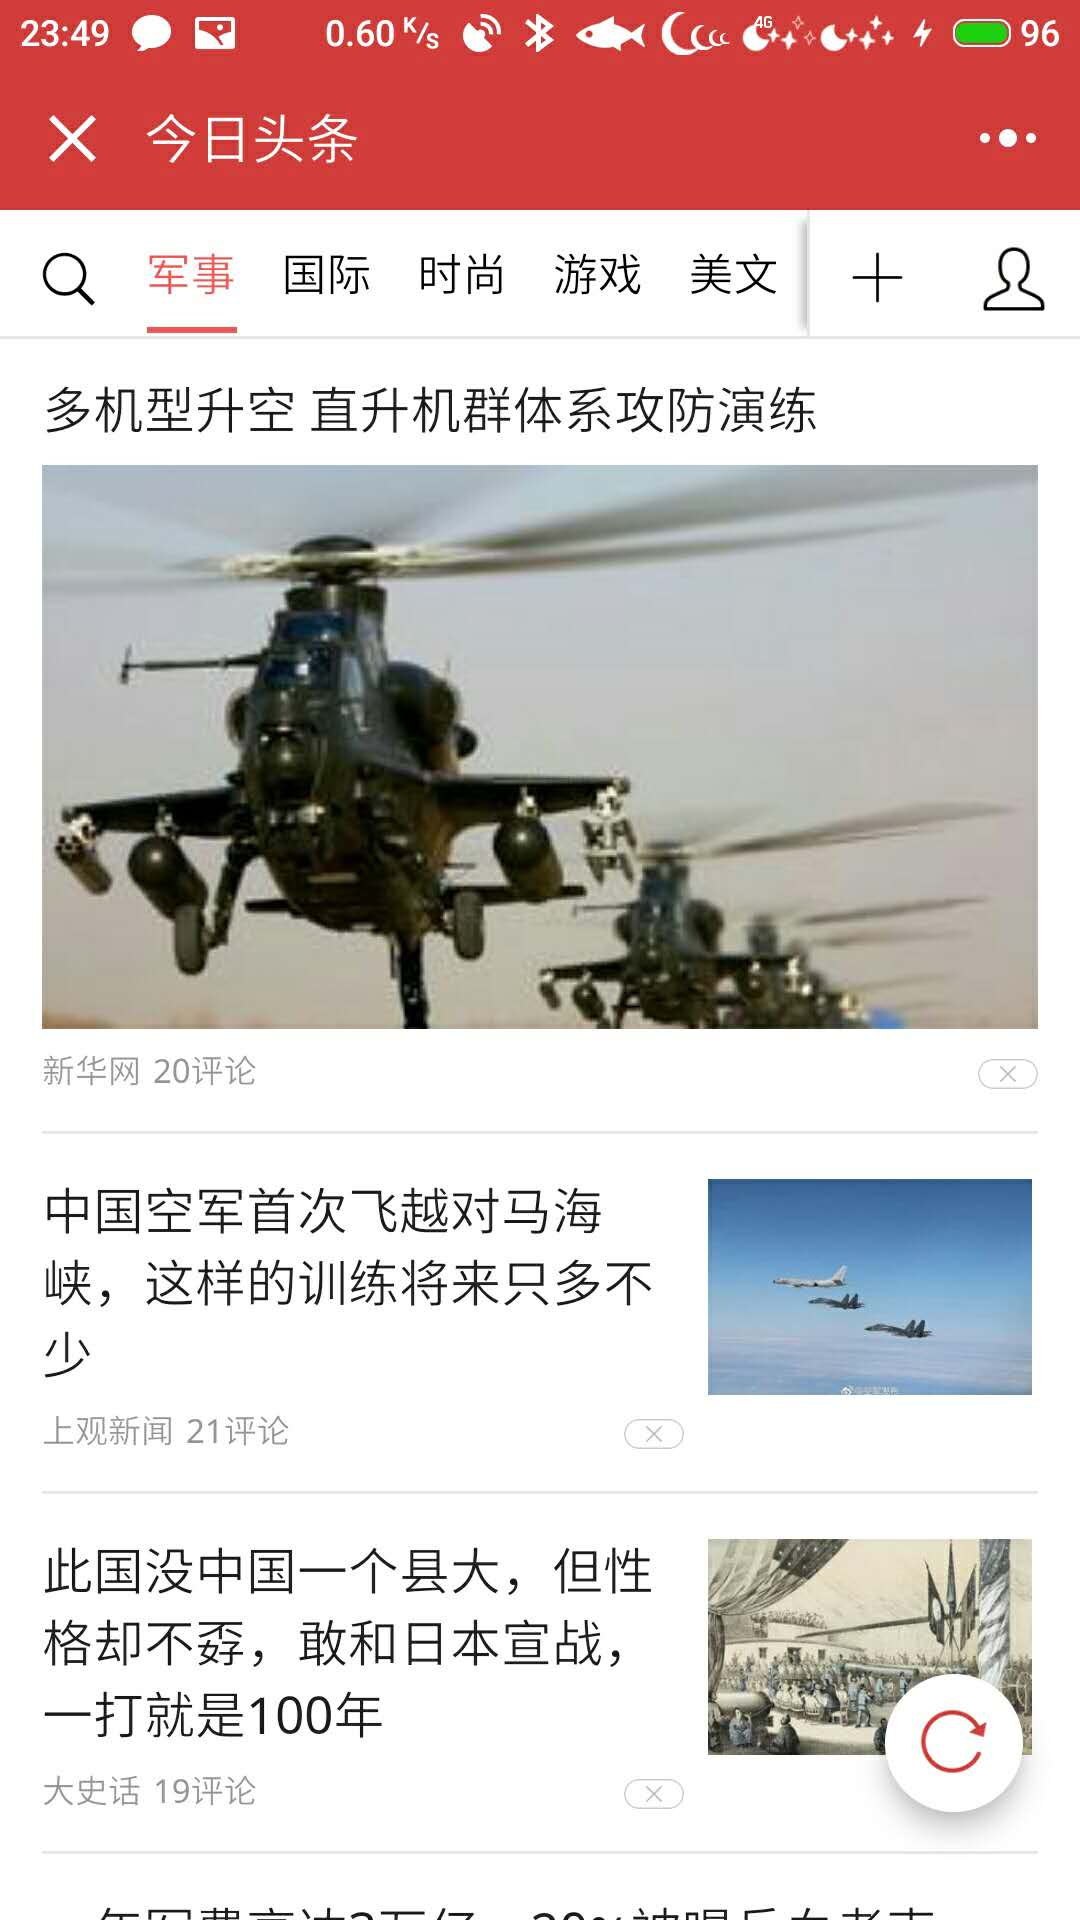 23:49 0.60 K/s 4G 96
今日头条
军事 国际 时尚 游戏 美文
多机型升空 直升机群体系攻防演练
新华网 20评论
中国空军首次飞越对马海
峡，这样的训练将来只多不
少
上观新闻 21评论
此国没中国一个县大，但性
格却不孬，敢和日本宣战，
一打就是100年
大史话 19评论